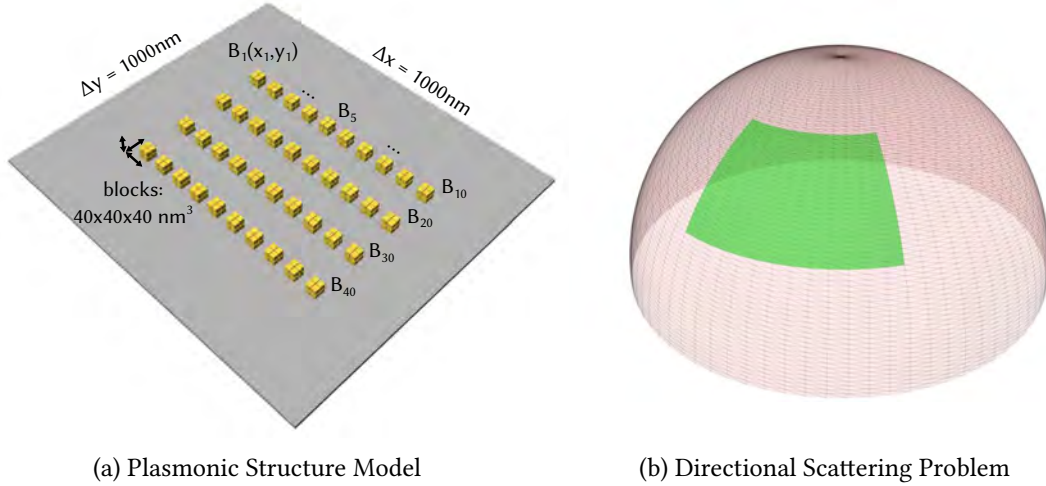 B₁(x₁,y₁)
Δy = 1000nm
Δx = 1000nm
...
B₅
...
B₁₀
blocks:
40x40x40 nm³
B₂₀
B₃₀
B₄₀
(a) Plasmonic Structure Model
(b) Directional Scattering Problem